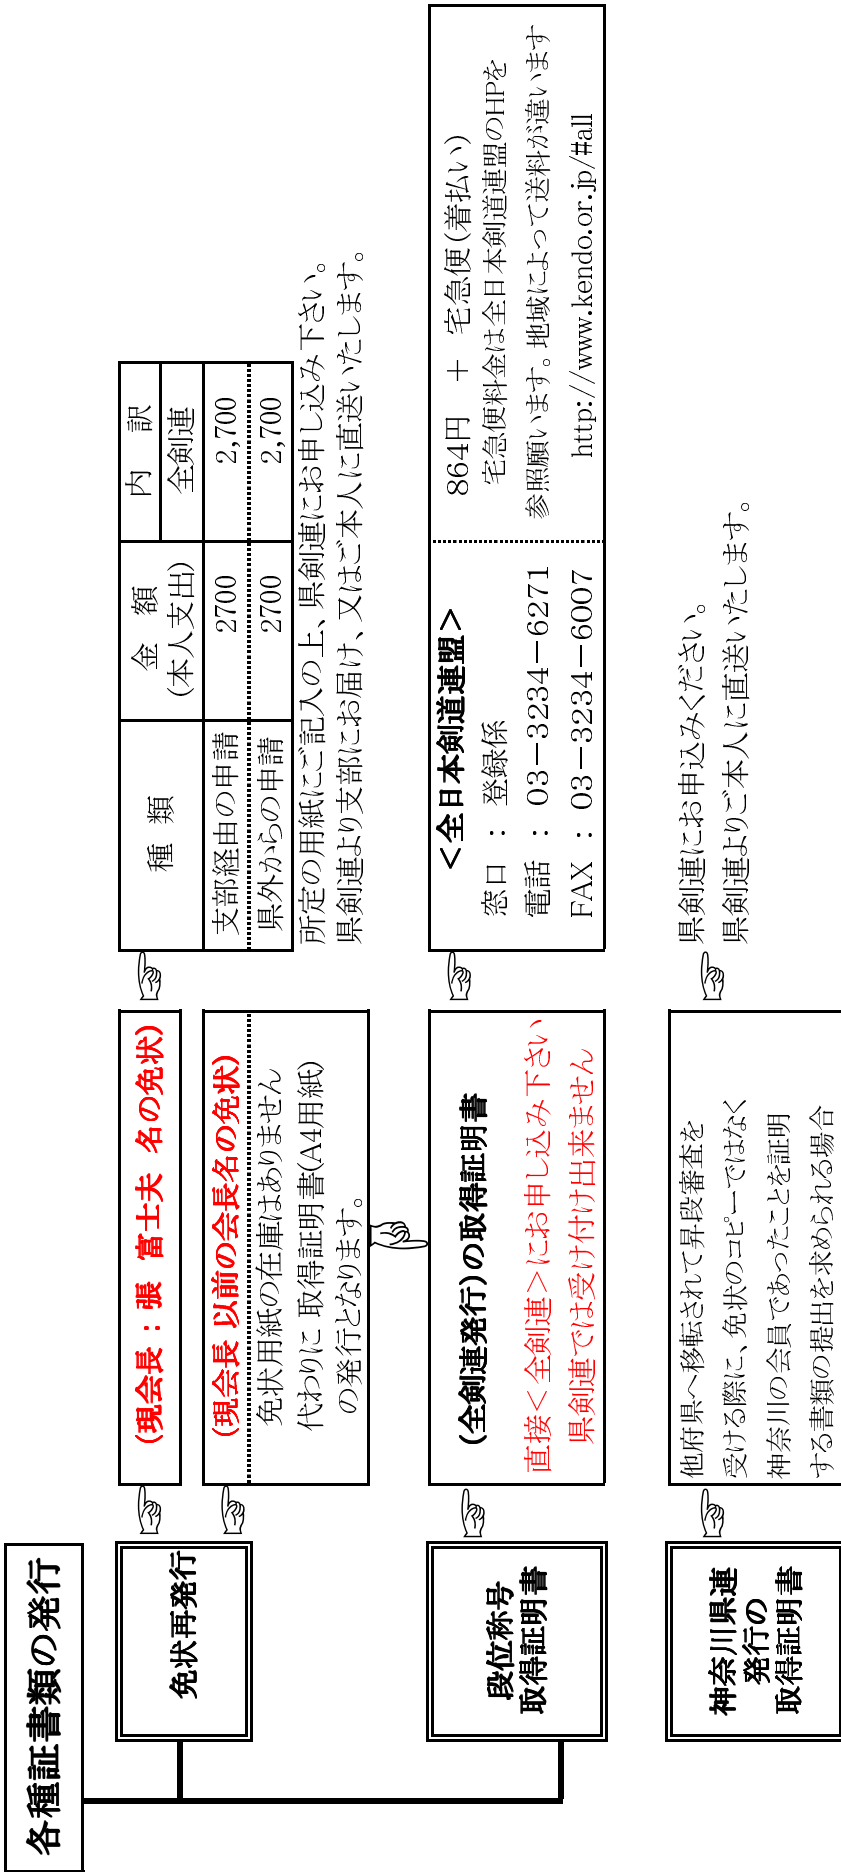 各種証書類の発行
免状再発行
(現会長：張 富士夫 名の免状)
種 類
金 額
(本人支出)
内 訳
全剣連
支部経由の申請 2700 2,700
県外からの申請 2700 2,700
所定の用紙にご記入の上、県剣連にお申し込み下さい。
県剣連より支部にお届け、又はご本人に直送いたします。
(現会長 以前の会長名の免状)
免状用紙の在庫はありません
代わりに 取得証明書(A4用紙)
の発行となります。
段位称号
取得証明書
(全剣連発行)の取得証明書
直接＜全剣連＞にお申し込み下さい
県剣連では受け付け出来ません
＜全日本剣道連盟＞
窓口 ： 登録係
電話 ： 03－3234－6271
FAX ： 03－3234－6007
864円 ＋ 宅急便(着払い)
宅急便料金は全日本剣道連盟のHPを
参照願います。地域によって送料が違います
http://www.kendo.or.jp/#all
神奈川県連
発行の
取得証明書
他府県へ移転されて昇段審査を
受ける際に、免状のコピーではなく
神奈川の会員であったことを証明
する書類の提出を求められる場合
県剣連にお申込みください。
県剣連よりご本人に直送いたします。